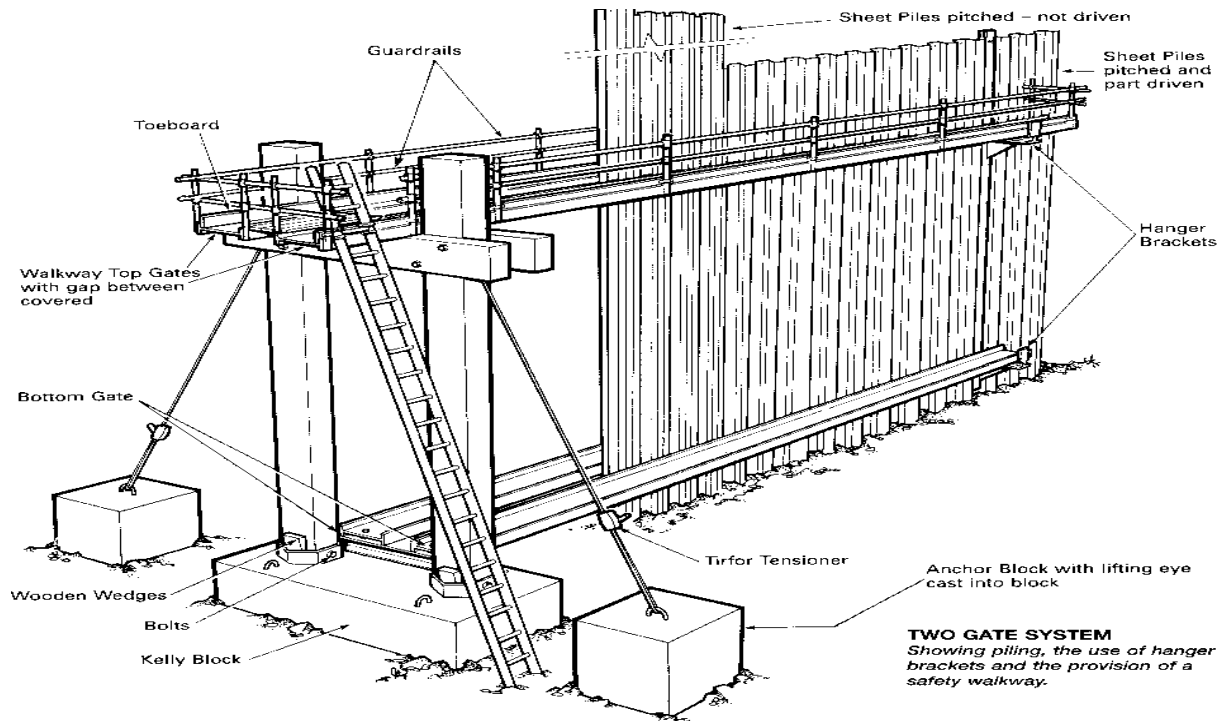 Sheet Piles pitched – not driven
Guardrails
Sheet Piles
pitched and
part driven
Toeboard
Hanger
Brackets
Walkway Top Gates
with gap between
covered
Bottom Gate
Tirfor Tensioner
Anchor Block with lifting eye
cast into block
Wooden Wedges
Bolts
Kelly Block
TWO GATE SYSTEM
Showing piling, the use of hanger
brackets and the provision of a
safety walkway.